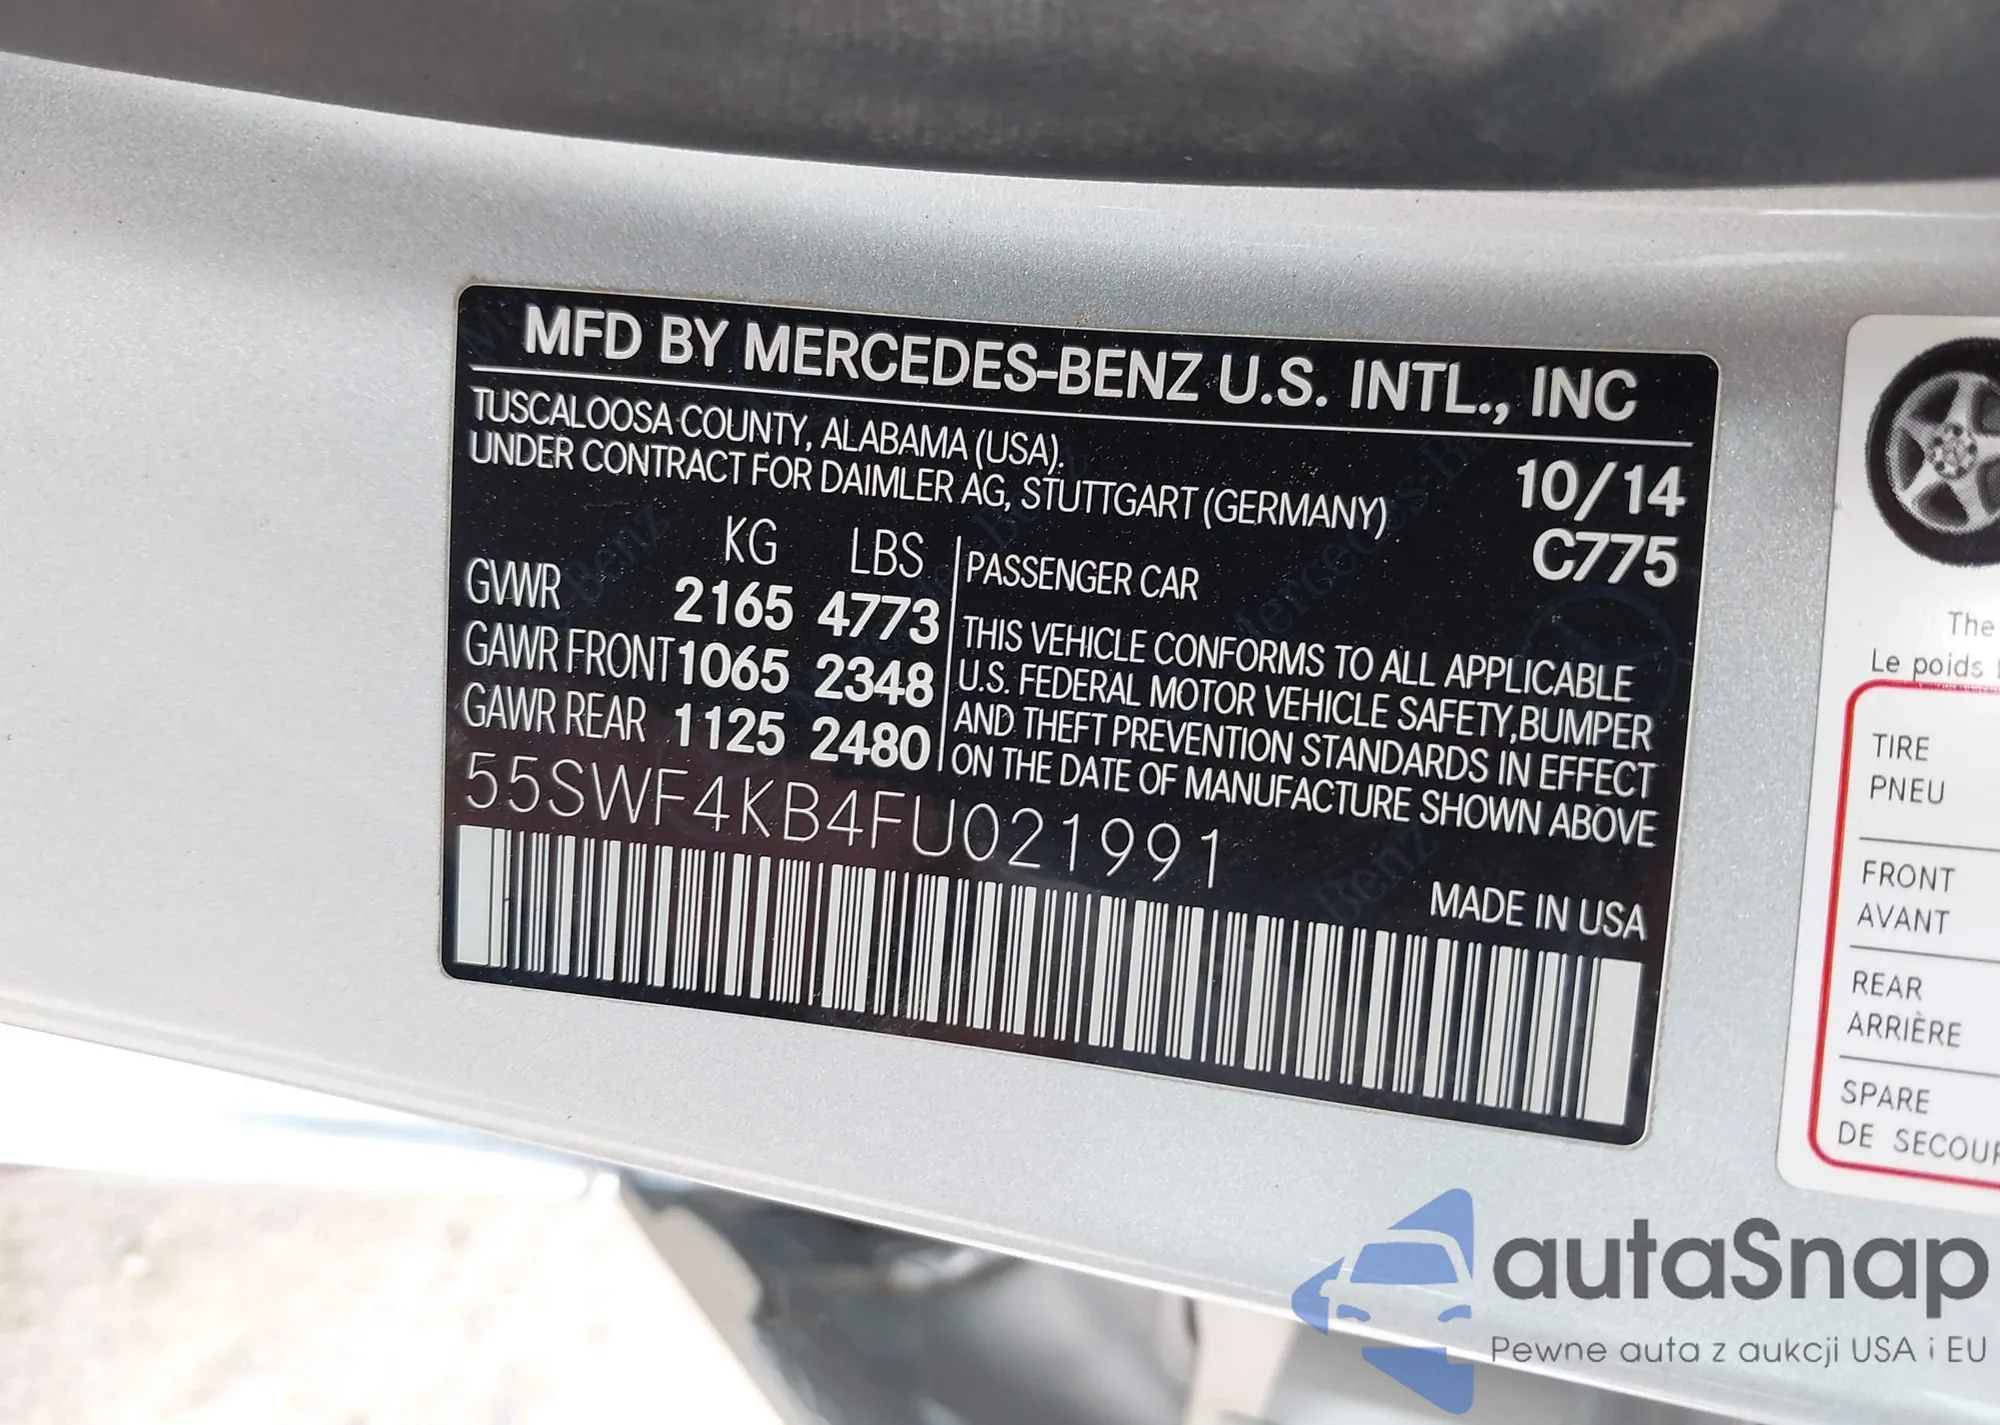 MFD BY MERCEDES-BENZ U.S. INTL., INC
TUSCALOOSA COUNTY, ALABAMA (USA).
UNDER CONTRACT FOR DAIMLER AG, STUTTGART (GERMANY)
10/14
C775
KG LBS
GVWR 2165 4773
GAWR FRONT 1065 2348
GAWR REAR 1125 2480
PASSENGER CAR
THIS VEHICLE CONFORMS TO ALL APPLICABLE
U.S. FEDERAL MOTOR VEHICLE SAFETY,BUMPER
AND THEFT PREVENTION STANDARDS IN EFFECT
ON THE DATE OF MANUFACTURE SHOWN ABOVE
55SWF4KB4FU021991
MADE IN USA
The
Le poids
TIRE
PNEU
FRONT
AVANT
REAR
ARRIÈRE
SPARE
DE SECOUR
autaSnap
Pewne auta z aukcji USA i EU